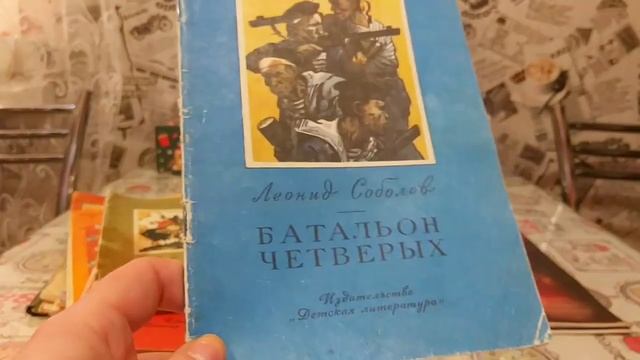 Леонид Соболев
БАТАЛЬОН
ЧЕТВЕРЫХ
Издательство
„Детская литература"